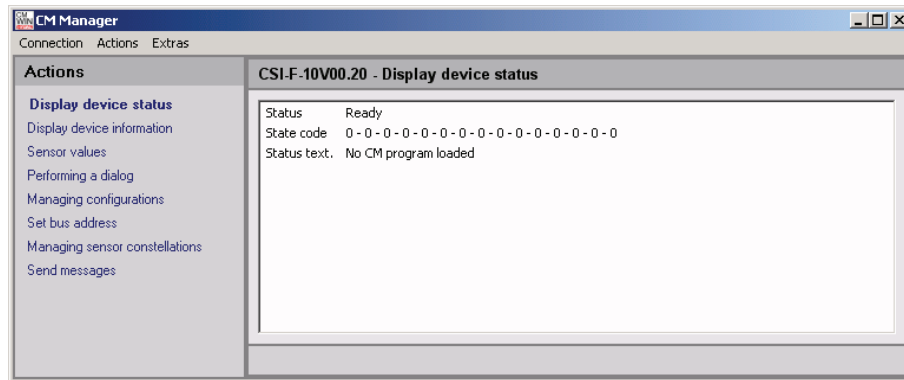 CM Manager
Connection Actions Extras
Actions
CSI-F-10V00.20 - Display device status
Display device status
Display device information
Sensor values
Performing a dialog
Managing configurations
Set bus address
Managing sensor constellations
Send messages
Status Ready
State code 0 - 0 - 0 - 0 - 0 - 0 - 0 - 0 - 0 - 0 - 0 - 0 - 0 - 0 - 0
Status text. No CM program loaded